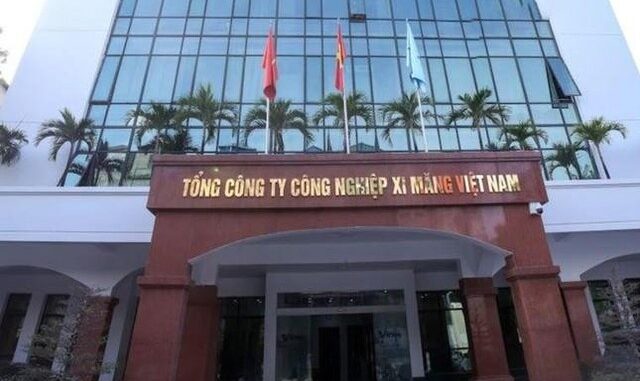 TỔNG CÔNG TY CÔNG NGHIỆP XI MĂNG VIỆT NAM